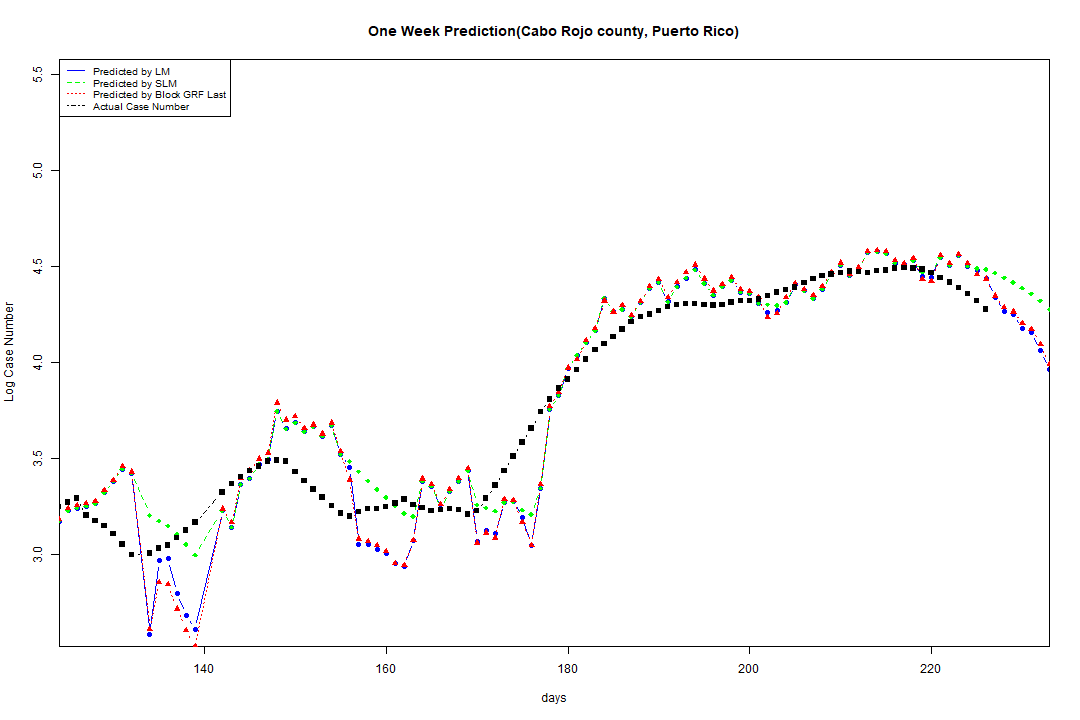 One Week Prediction(Cabo Rojo county, Puerto Rico)
Predicted by LM
Predicted by SLM
Predicted by Block GRF Last
Actual Case Number
5.5
5.0
4.5
4.0
3.5
3.0
Log Case Number
140 160 180 200 220
days